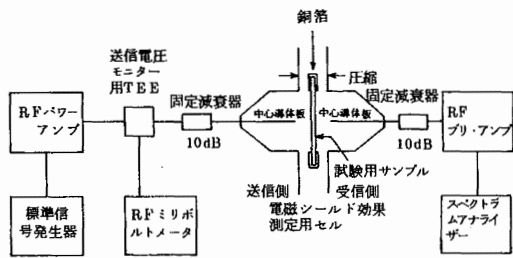 銅箔
送信電圧
モニター
用TEE
固定減衰器
圧縮
固定減衰器
RFパワー
アンプ
10dB
中心導体板
中心導体板
10dB
RF
プリ・アンプ
試験用サンプル
送信側
受信側
電磁シールド効果
測定用セル
標準信
号発生器
RFミリボ
ルトメータ
スペクト
ラムアナライ
ザー